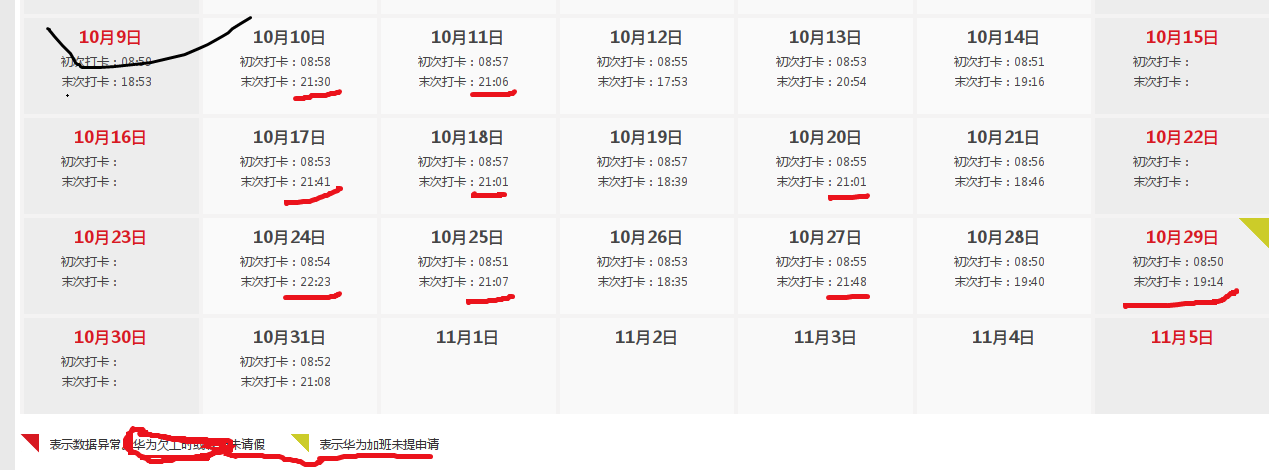 10月9日 10月10日 10月11日 10月12日 10月13日 10月14日 10月15日
初次打卡：08:59 初次打卡：08:58 初次打卡：08:57 初次打卡：08:55 初次打卡：08:53 初次打卡：08:51 初次打卡：
末次打卡：18:53 末次打卡：21:30 末次打卡：21:06 末次打卡：17:53 末次打卡：20:54 末次打卡：19:16 末次打卡：
10月16日 10月17日 10月18日 10月19日 10月20日 10月21日 10月22日
初次打卡： 初次打卡：08:53 初次打卡：08:57 初次打卡：08:57 初次打卡：08:55 初次打卡：08:56 初次打卡：
末次打卡： 末次打卡：21:41 末次打卡：21:01 末次打卡：18:39 末次打卡：21:01 末次打卡：18:46 末次打卡：
10月23日 10月24日 10月25日 10月26日 10月27日 10月28日 10月29日
初次打卡： 初次打卡：08:54 初次打卡：08:51 初次打卡：08:53 初次打卡：08:55 初次打卡：08:50 初次打卡：08:50
末次打卡： 末次打卡：22:23 末次打卡：21:07 末次打卡：18:35 末次打卡：21:48 末次打卡：19:40 末次打卡：19:14
10月30日 10月31日 11月1日 11月2日 11月3日 11月4日 11月5日
初次打卡： 初次打卡：08:52
末次打卡： 末次打卡：21:08
表示数据异常 华为欠工时或 未请假 表示华为加班未提申请